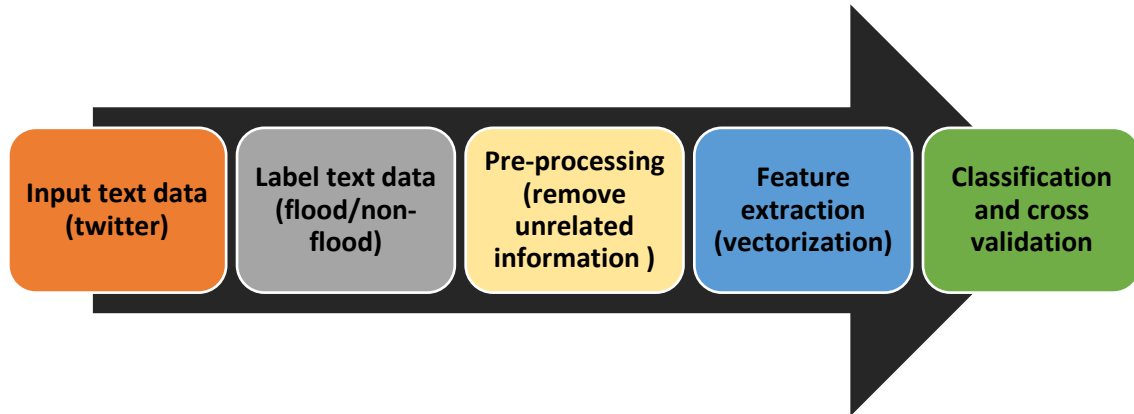 Input text data
(twitter)
Label text data
(flood/non-
flood)
Pre-processing
(remove
unrelated
information )
Feature
extraction
(vectorization)
Classification
and cross
validation